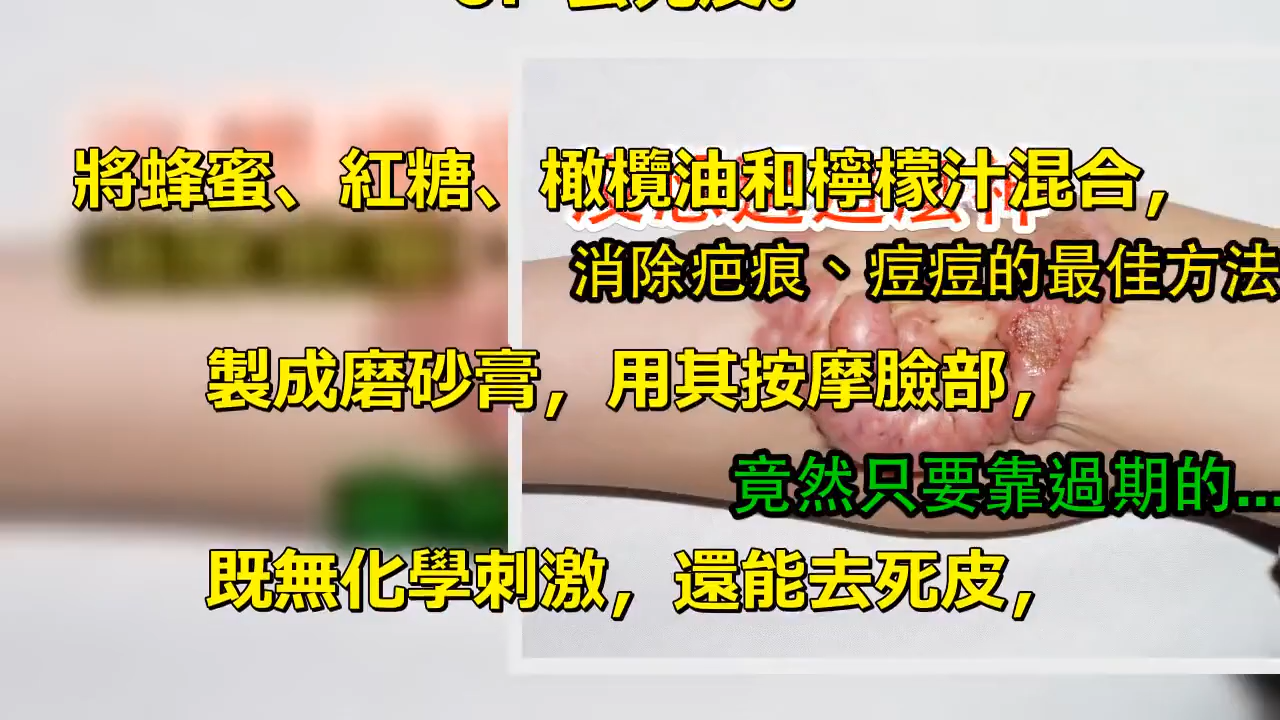 將蜂蜜、紅糖、橄欖油和檸檬汁混合，
消除疤痕、痘痘的最佳方法
製成磨砂膏，用其按摩臉部，
竟然只要靠過期的...
既無化學刺激，還能去死皮，